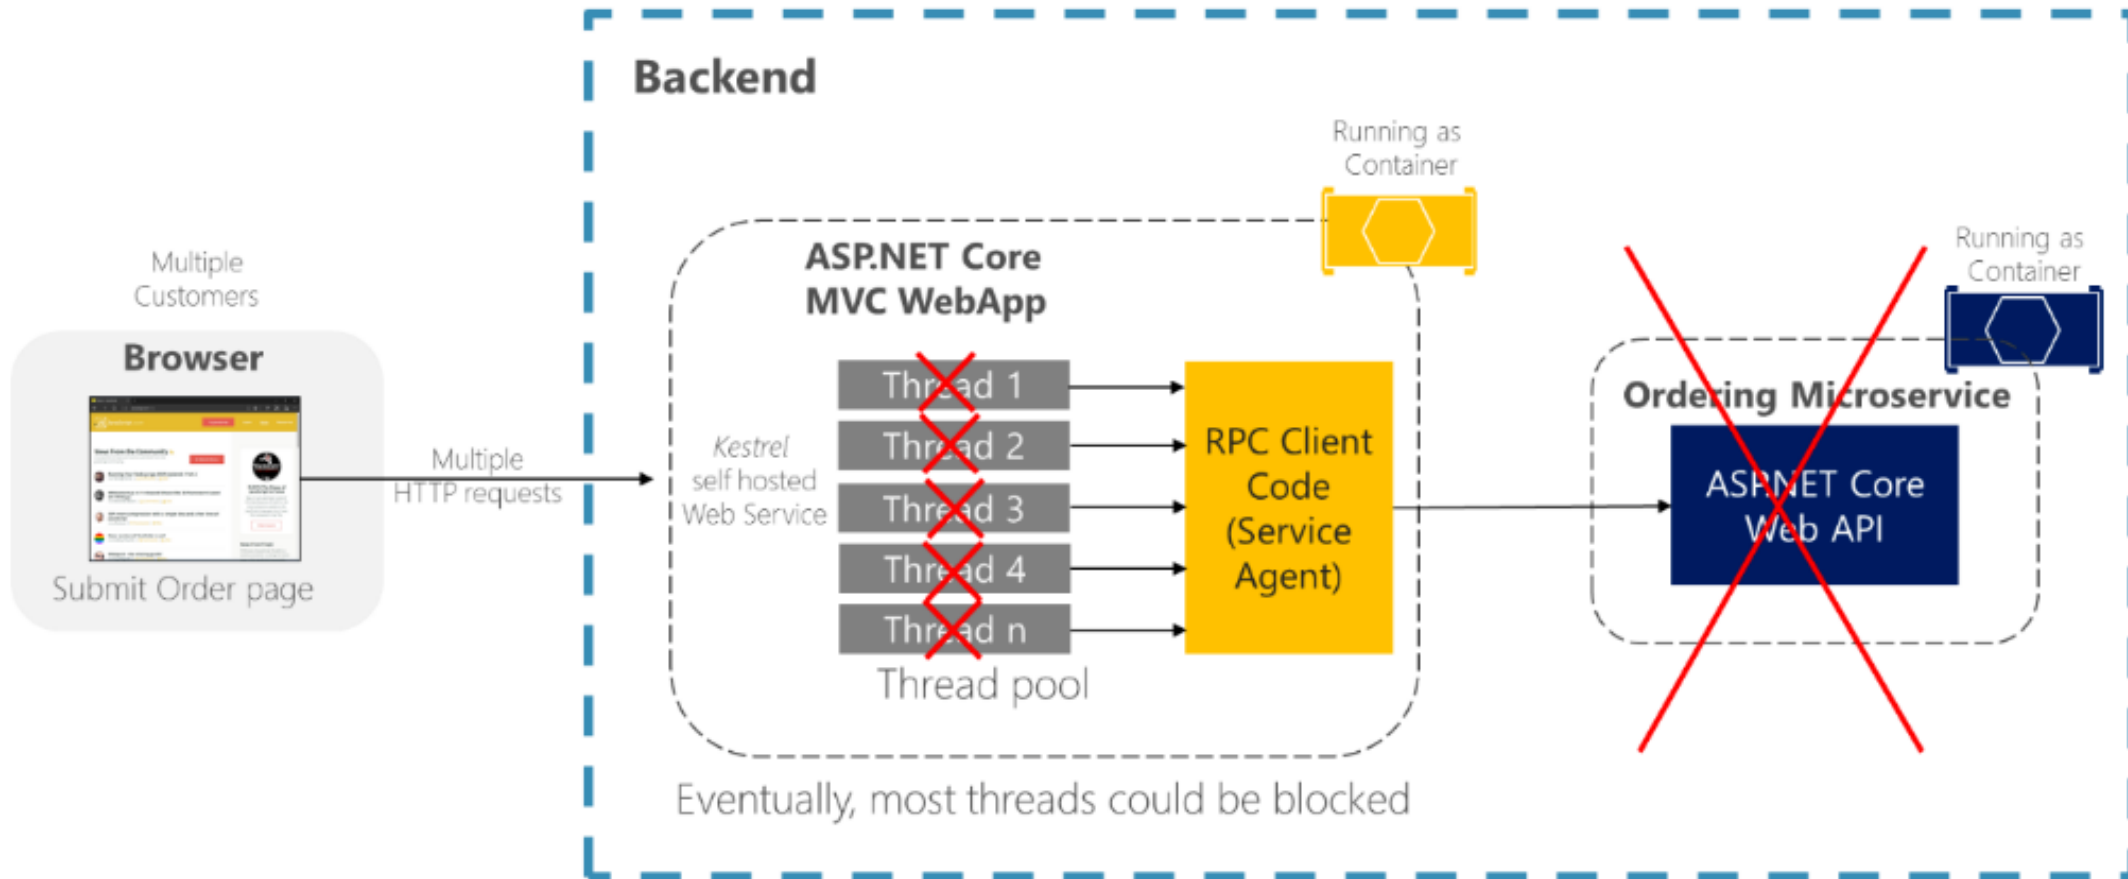 Backend
Running as
Container
Running as
Container
Multiple
Customers
Browser
Submit Order page
Multiple
HTTP requests
ASP.NET Core
MVC WebApp
Kestrel
self hosted
Web Service
Thread 1
Thread 2
Thread 3
Thread 4
Thread n
Thread pool
RPC Client
Code
(Service
Agent)
Ordering Microservice
ASP.NET Core
Web API
Eventually, most threads could be blocked